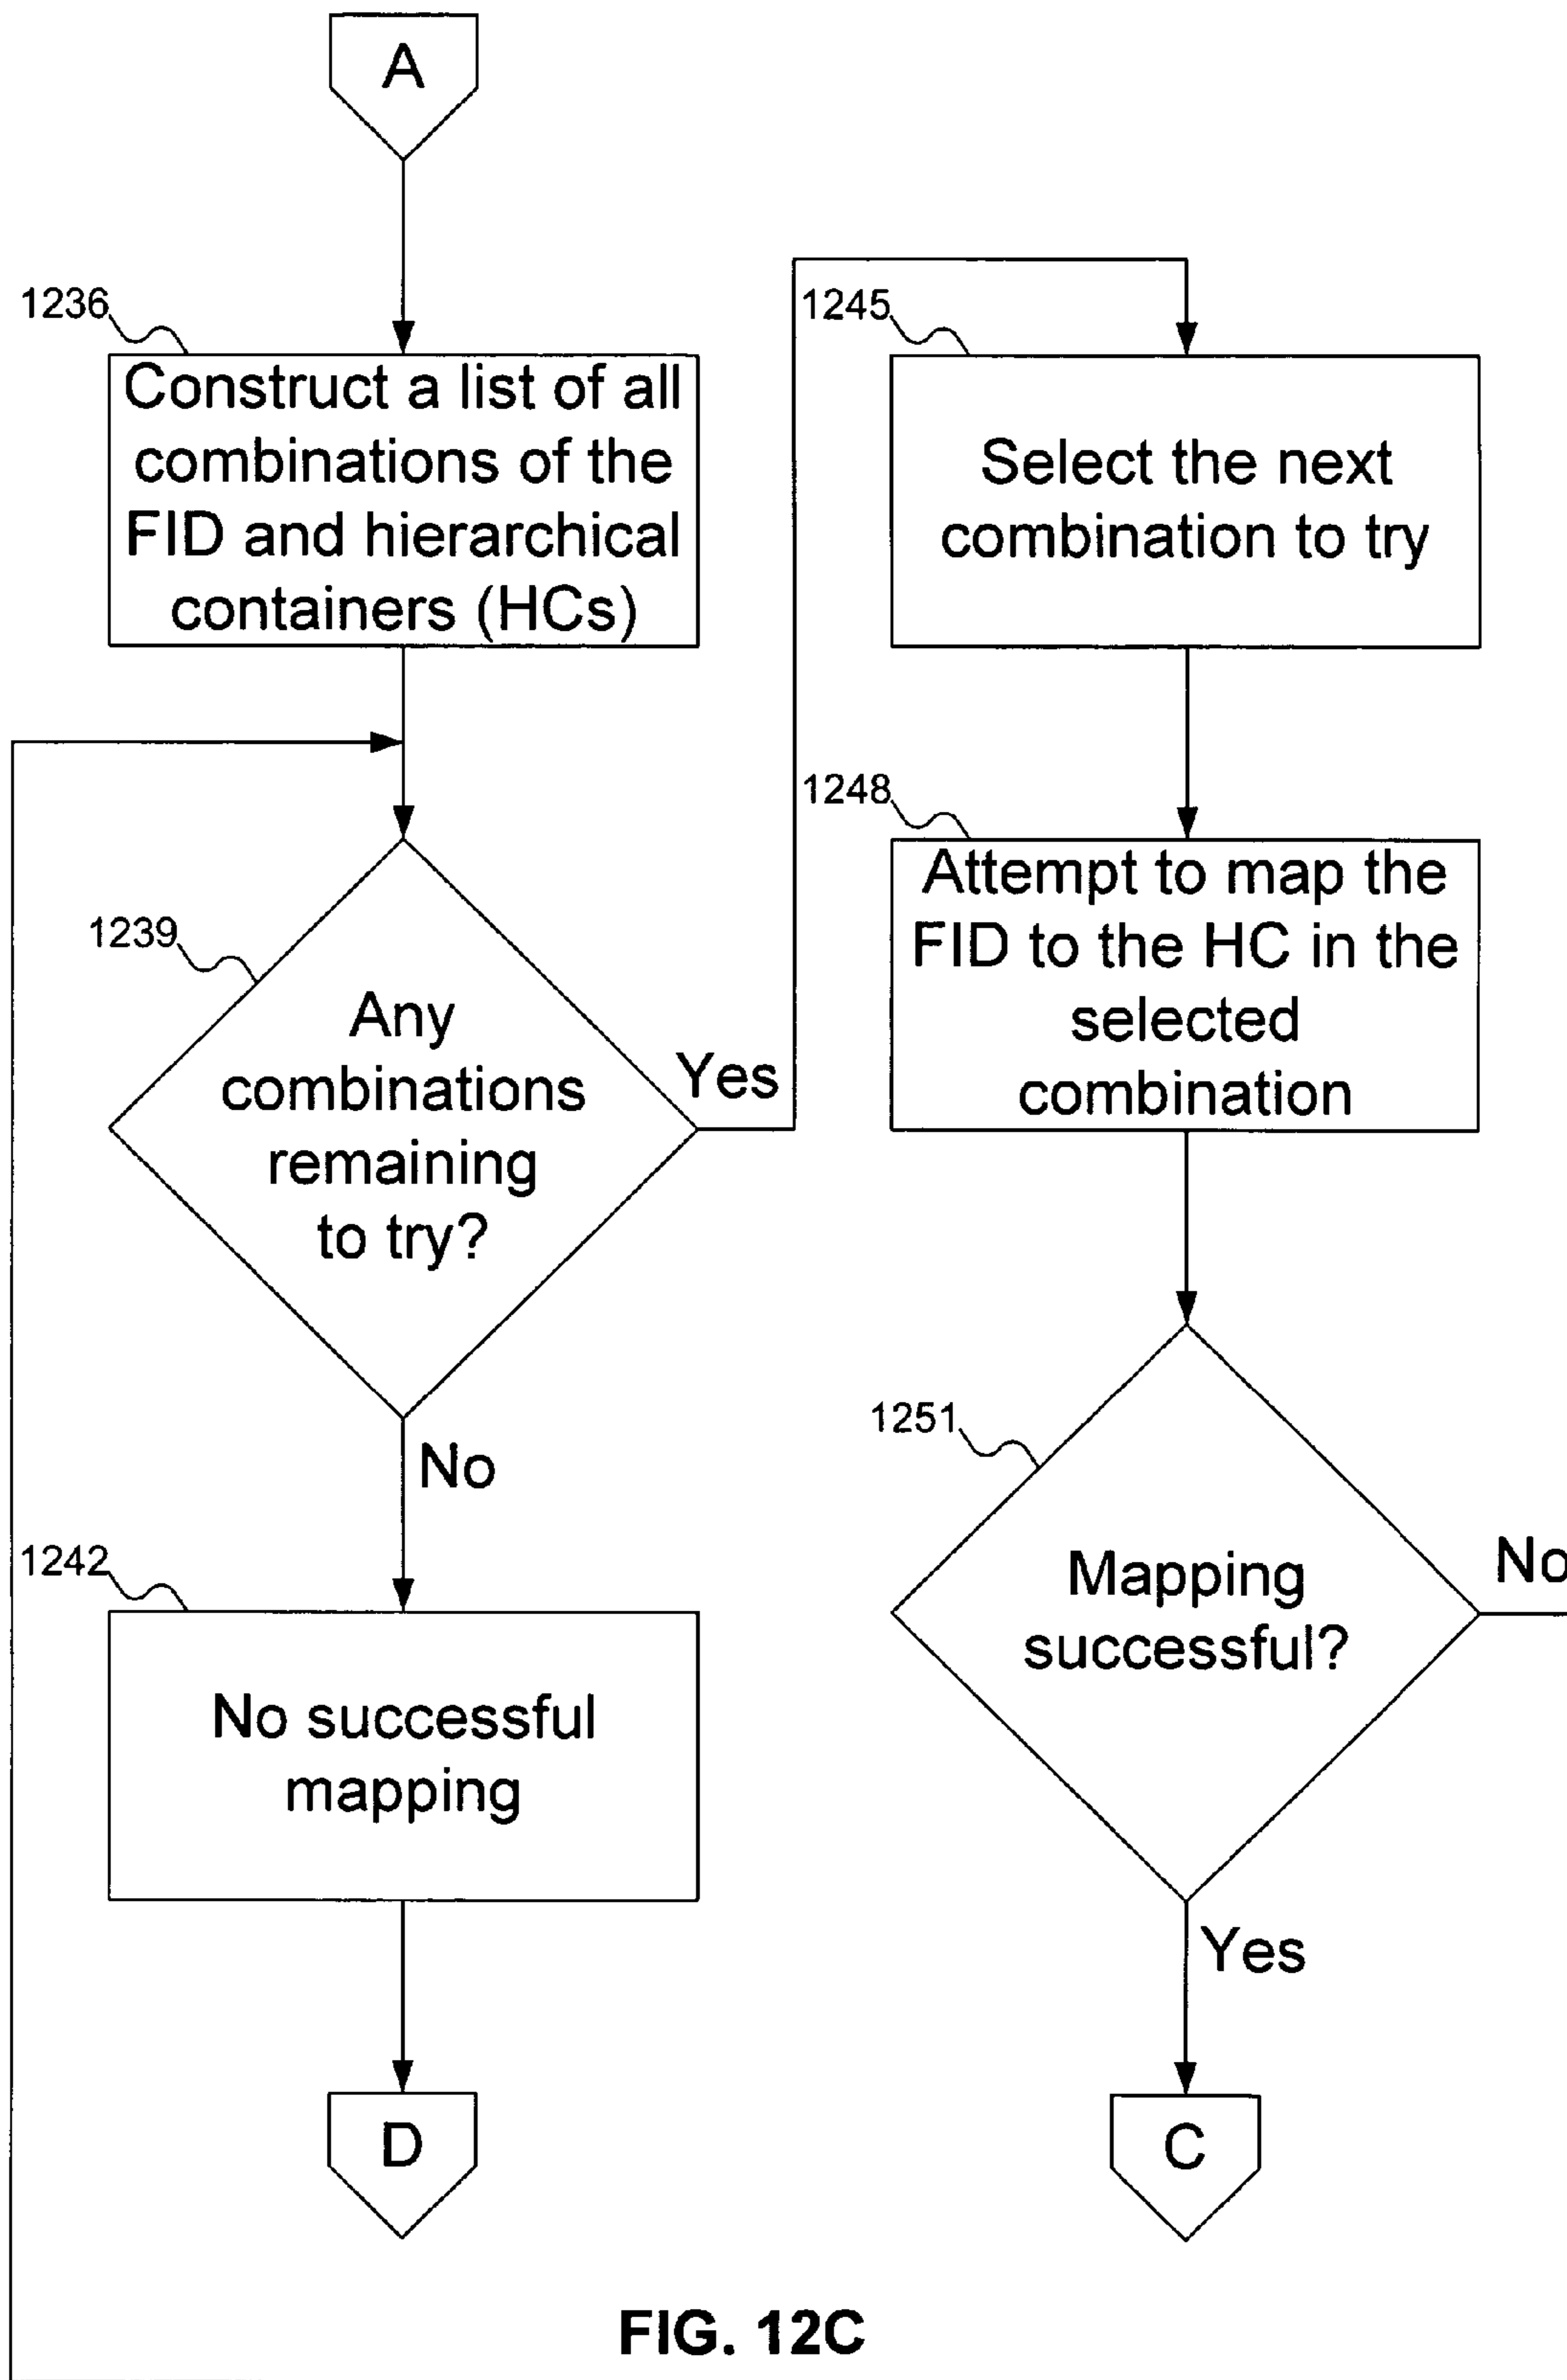 A
1236
Construct a list of all
combinations of the
FID and hierarchical
containers (HCs)
1239
Any
combinations
remaining
to try?
Yes
No
1242
No successful
mapping
D
1245
Select the next
combination to try
1248
Attempt to map the
FID to the HC in the
selected
combination
1251
Mapping
successful?
No
Yes
C
FIG. 12C